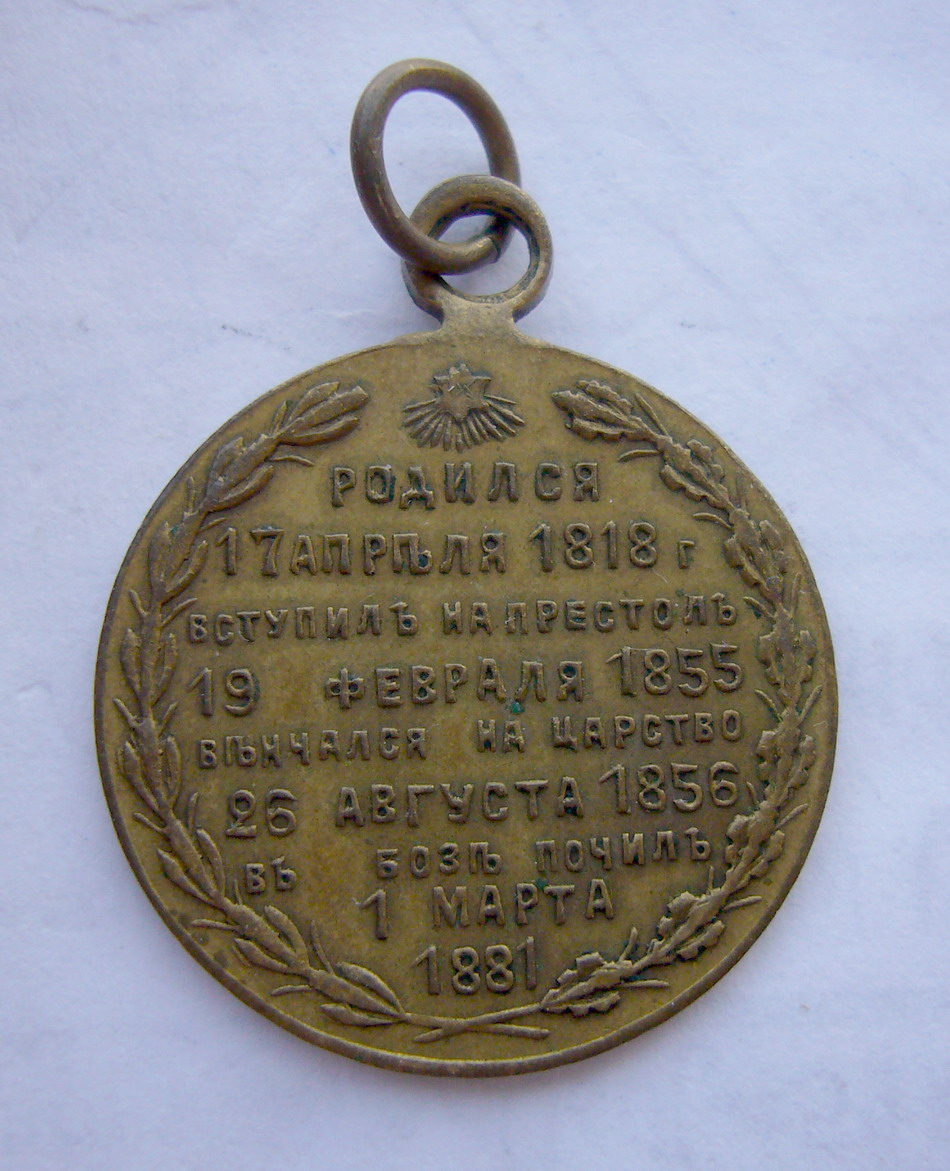 РОДИЛСЯ
17 АПРѢЛЯ 1818 г
ВСТУПИЛЪ НА ПРЕСТОЛЪ
19 ФЕВРАЛЯ 1855
ВѢНЧАЛСЯ НА ЦАРСТВО
26 АВГУСТА 1856
ВЪ БОЗѢ ПОЧИЛЪ
1 МАРТА
1881